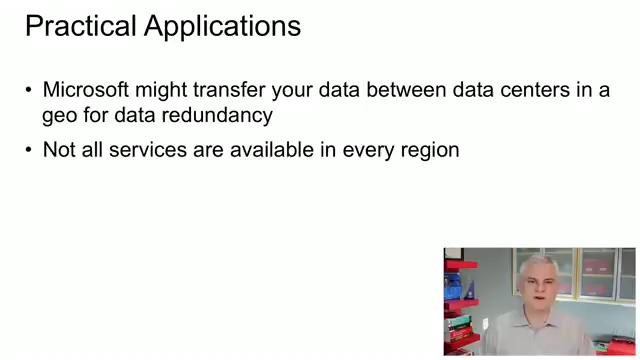 Practical Applications
• Microsoft might transfer your data between data centers in a
geo for data redundancy
• Not all services are available in every region